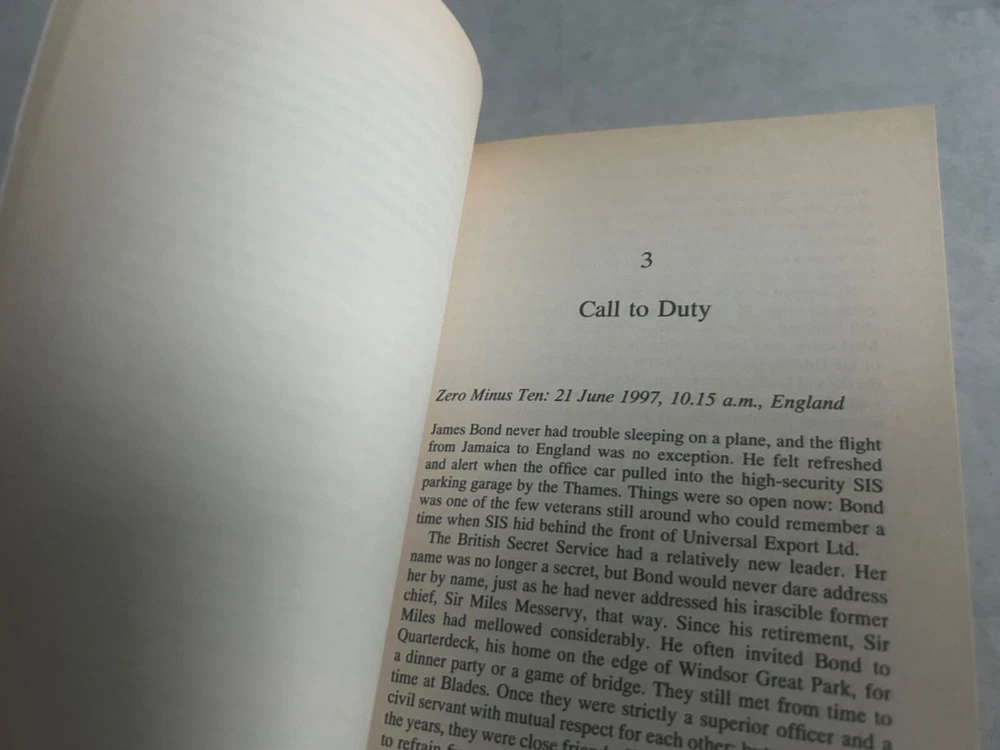 3
Call to Duty
Zero Minus Ten: 21 June 1997, 10.15 a.m., England
James Bond never had trouble sleeping on a plane, and the flight
from Jamaica to England was no exception. He felt refreshed
and alert when the office car pulled into the high-security SIS
parking garage by the Thames. Things were so open now: Bond
was one of the few veterans still around who could remember a
time when SIS hid behind the front of Universal Export Ltd.
The British Secret Service had a relatively new leader. Her
name was no longer a secret, but Bond would never dare address
her by name, just as he had never addressed his irascible former
chief, Sir Miles Messervy, that way. Since his retirement, Sir
Miles had mellowed considerably. He often invited Bond to
Quarterdeck, his home on the edge of Windsor Great Park, for
a dinner party or a game of bridge. They still met from time to
time at Blades. Once they were strictly a superior officer and a
civil servant with mutual respect for each other;
the years, they were close
to refrain